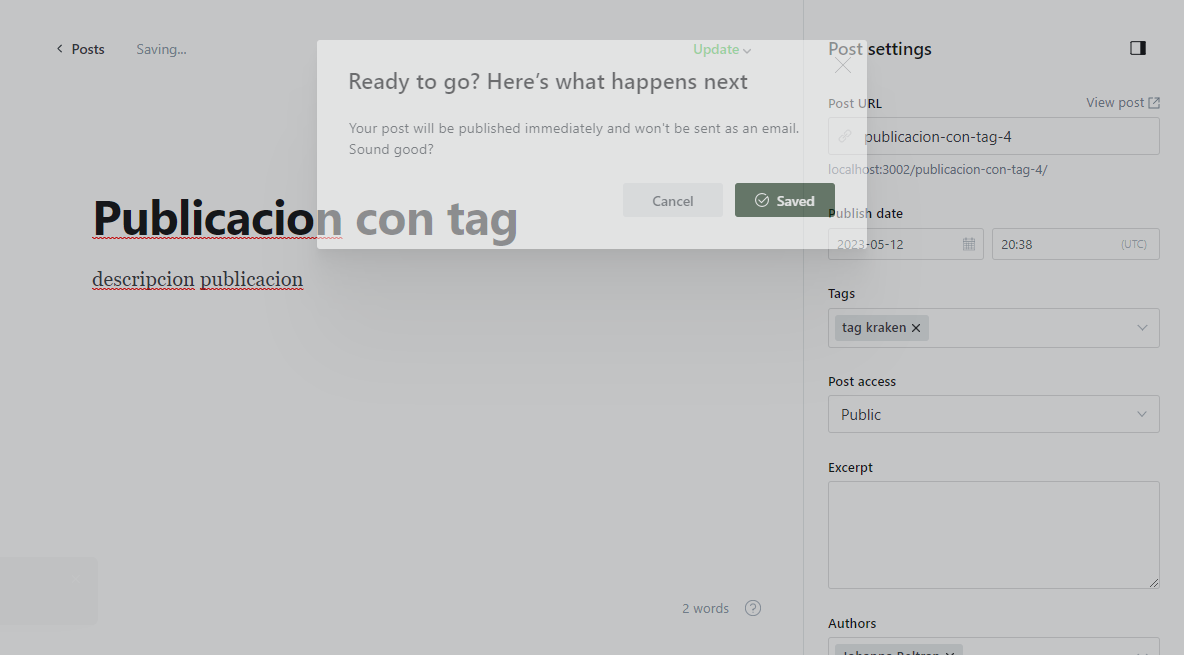 Posts
Saving...
Update
Ready to go? Here's what happens next
Your post will be published immediately and won't be sent as an email.
Sound good?
Cancel
Saved
Publicacion con tag
descripcion publicacion
2 words
?
Post settings
Post URL
View post
publicacion-con-tag-4
localhost:3002/publicacion-con-tag-4/
Publish date
2023-05-12
20:38
(UTC)
Tags
tag kraken
Post access
Public
Excerpt
Authors